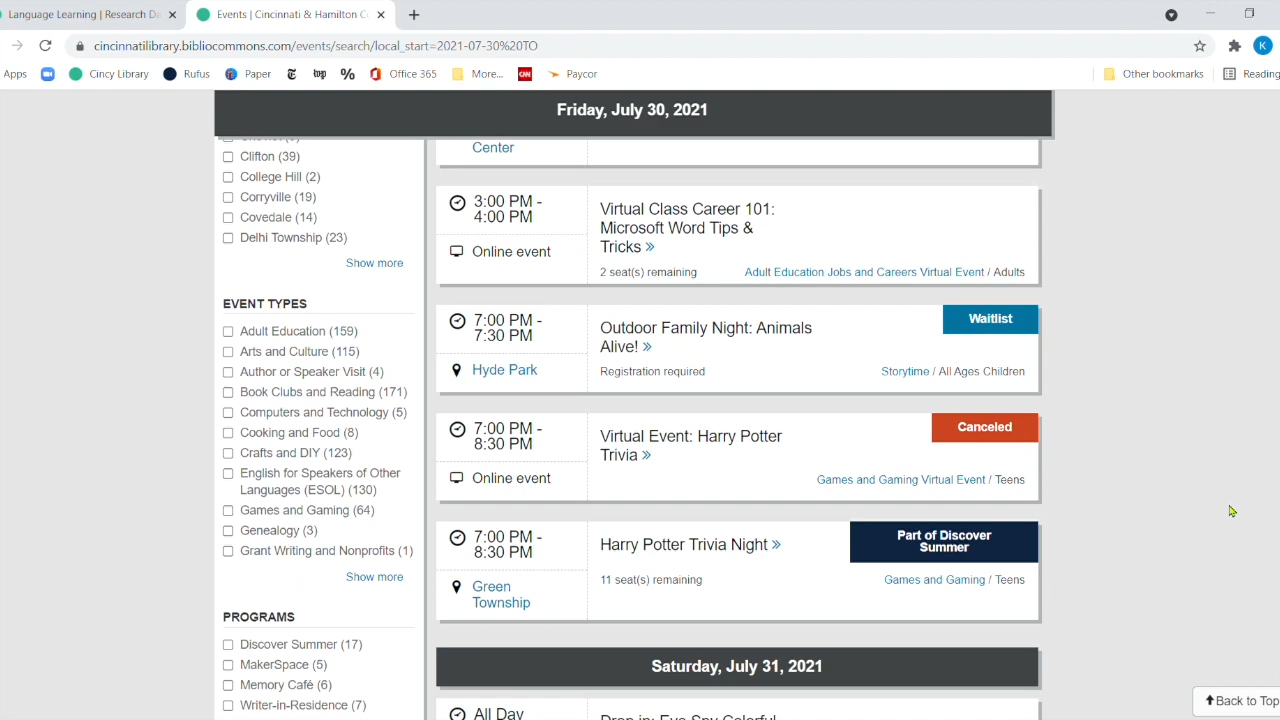 Language Learning | Research Da
Events | Cincinnati & Hamilton C
cincinnatilibrary.bibliocommons.com/events/search/local_start=2021-07-30%20TO
K
Apps
Cincy Library
Rufus
Paper
top
%
Office 365
More...
CNN
Paycor
Other bookmarks
Reading
Friday, July 30, 2021
Clifton (39)
College Hill (2)
Corryville (19)
Covedale (14)
Delhi Township (23)
Show more
EVENT TYPES
Adult Education (159)
Arts and Culture (115)
Author or Speaker Visit (4)
Book Clubs and Reading (171)
Computers and Technology (5)
Cooking and Food (8)
Crafts and DIY (123)
English for Speakers of Other
Languages (ESOL) (130)
Games and Gaming (64)
Genealogy (3)
Grant Writing and Nonprofits (1)
Show more
PROGRAMS
Discover Summer (17)
MakerSpace (5)
Memory Café (6)
Writer-in-Residence (7)
Center
3:00 PM -
4:00 PM
Online event
Virtual Class Career 101:
Microsoft Word Tips &
Tricks »
2 seat(s) remaining
Adult Education Jobs and Careers Virtual Event / Adults
7:00 PM -
7:30 PM
Hyde Park
Outdoor Family Night: Animals
Alive! »
Waitlist
Registration required
Storytime / All Ages Children
7:00 PM -
8:30 PM
Online event
Virtual Event: Harry Potter
Trivia »
Canceled
Games and Gaming Virtual Event / Teens
7:00 PM -
8:30 PM
Green
Township
Harry Potter Trivia Night »
Part of Discover
Summer
11 seat(s) remaining
Games and Gaming / Teens
Saturday, July 31, 2021
All Day
Drop in: Eye Spy Colorful
Back to Top